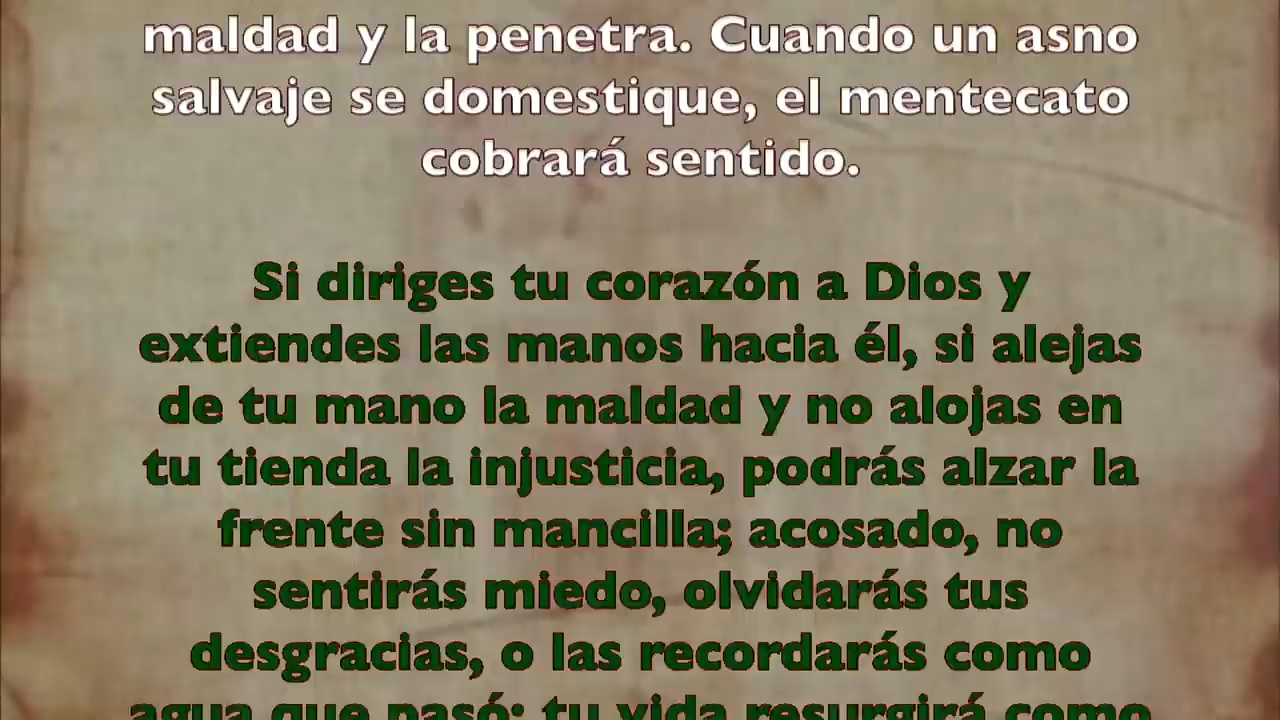 maldad y la penetra. Cuando un asno
salvaje se domestique, el mentecato
cobrará sentido.
Si diriges tu corazón a Dios y
extiendes las manos hacia él, si alejas
de tu mano la maldad y no alojas en
tu tienda la injusticia, podrás alzar la
frente sin mancilla; acosado, no
sentirás miedo, olvidarás tus
desgracias, o las recordarás como
agua que pasó; tu vida resurgirá como